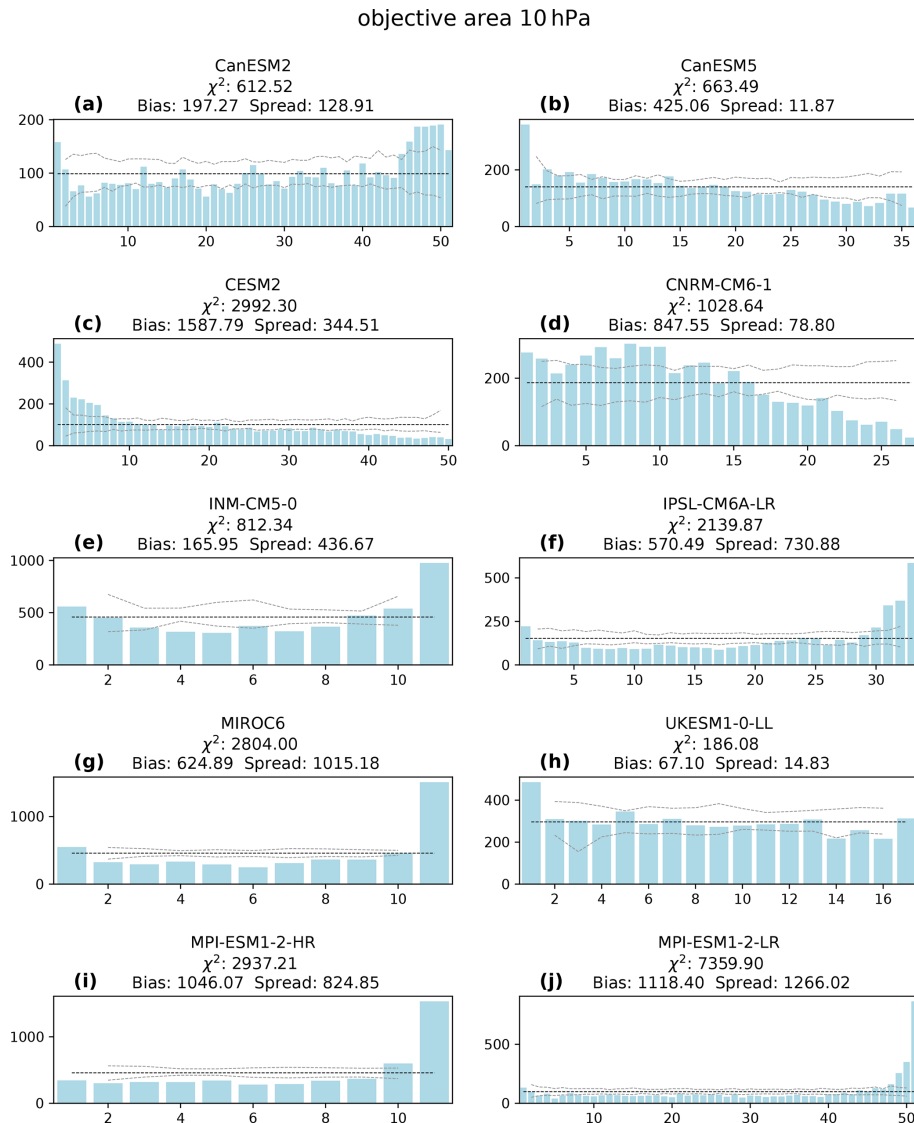 objective area 10 hPa
CanESM2
χ²: 612.52
(a) Bias: 197.27 Spread: 128.91
200
100
0
10 20 30 40 50
CanESM5
χ²: 663.49
(b) Bias: 425.06 Spread: 11.87
200
0
5 10 15 20 25 30 35
CESM2
χ²: 2992.30
(c) Bias: 1587.79 Spread: 344.51
400
200
0
10 20 30 40 50
CNRM-CM6-1
χ²: 1028.64
(d) Bias: 847.55 Spread: 78.80
200
0
5 10 15 20 25
INM-CM5-0
χ²: 812.34
(e) Bias: 165.95 Spread: 436.67
1000
500
0
2 4 6 8 10
IPSL-CM6A-LR
χ²: 2139.87
(f) Bias: 570.49 Spread: 730.88
500
250
0
5 10 15 20 25 30
MIROC6
χ²: 2804.00
(g) Bias: 624.89 Spread: 1015.18
1000
0
2 4 6 8 10
UKESM1-0-LL
χ²: 186.08
(h) Bias: 67.10 Spread: 14.83
400
200
0
2 4 6 8 10 12 14 16
MPI-ESM1-2-HR
χ²: 2937.21
(i) Bias: 1046.07 Spread: 824.85
1000
0
2 4 6 8 10
MPI-ESM1-2-LR
χ²: 7359.90
(j) Bias: 1118.40 Spread: 1266.02
500
0
10 20 30 40 50